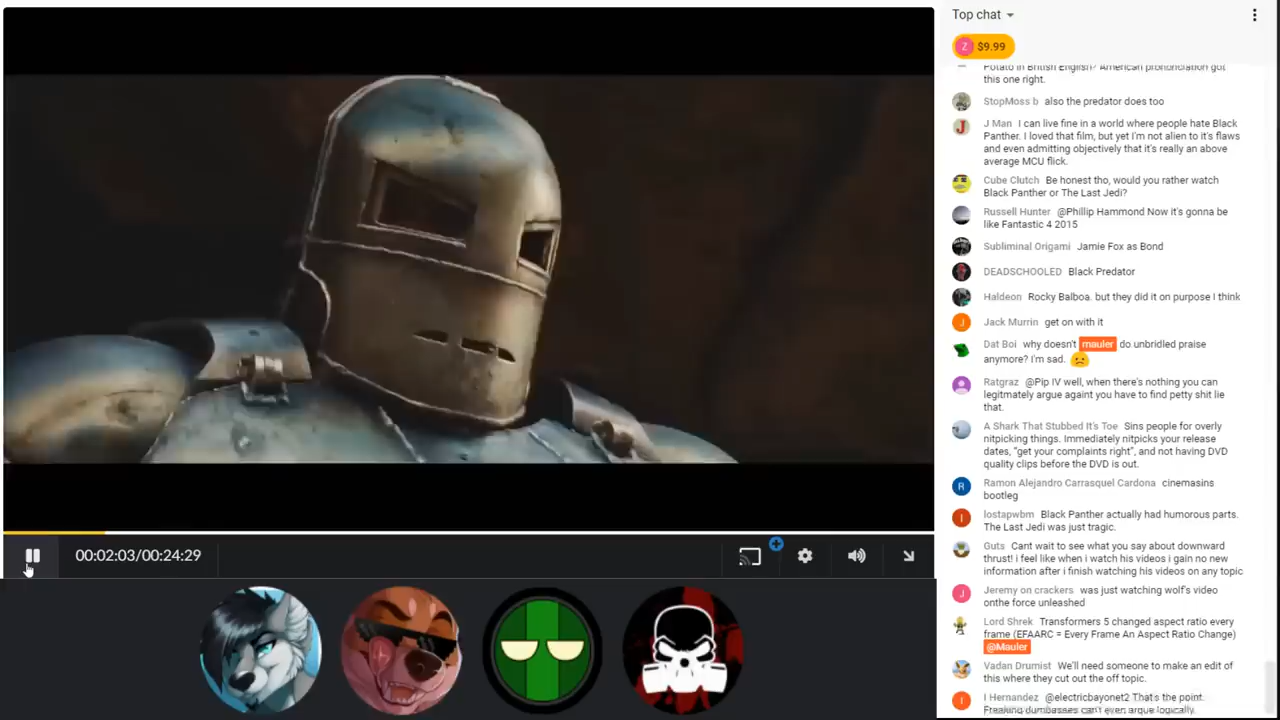 Top chat
Z $9.99
Potato in British English? American pronunciation got
this one right.
StopMoss b also the predator does too
J Man I can live fine in a world where people hate Black
Panther. I loved that film, but yet I'm not alien to it's flaws
and even admitting objectively that it's really an above
average MCU flick.
Cube Clutch Be honest tho, would you rather watch
Black Panther or The Last Jedi?
Russell Hunter @Phillip Hammond Now it's gonna be
like Fantastic 4 2015
Subliminal Origami Jamie Fox as Bond
DEADSCHOOLED Black Predator
Haldeon Rocky Balboa. but they did it on purpose I think
Jack Murrin get on with it
Dat Boi why doesn't mauler do unbridled praise
anymore? I'm sad.
Ratgraz @Pip IV well, when there's nothing you can
legitmately argue againt you have to find petty shit lie
that.
A Shark That Stubbed It's Toe Sins people for overly
nitpicking things. Immediately nitpicks your release
dates, "get your complaints right", and not having DVD
quality clips before the DVD is out.
Ramon Alejandro Carrasquel Cardona cinemasins
bootleg
lostapwbm Black Panther actually had humorous parts.
The Last Jedi was just tragic.
Guts Cant wait to see what you say about downward
thrust! i feel like when i watch his videos i gain no new
information after i finish watching his videos on any topic
Jeremy on crackers was just watching wolf's video
onthe force unleashed
Lord Shrek Transformers 5 changed aspect ratio every
frame (EFAARC = Every Frame An Aspect Ratio Change)
@Mauler
Vadan Drumist We'll need someone to make an edit of
this where they cut out the off topic.
I Hernandez @electricbayonet2 Thats the point.
Freaking dumbasses can't even argue logically.
00:02:03/00:24:29